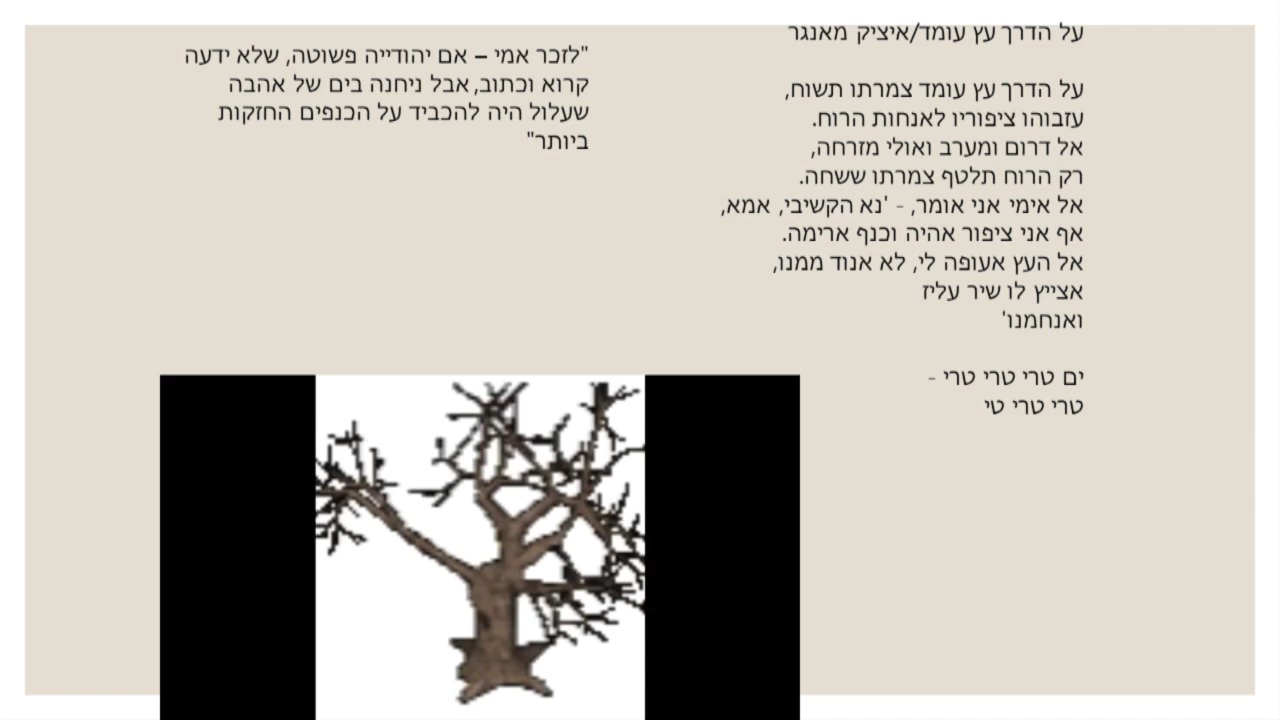 על הדרך עץ עומד/איציק מאנגר
על הדרך עץ עומד צמרתו תשוח,
עזבוהו ציפוריו לאנחות הרוח.
אל דרום ומערב ואולי מזרחה,
רק הרוח תלטף צמרתו ששחה.
אל אימי אני אומר, - 'נא הקשיבי, אמא,
אף אני ציפור אהיה וכנף ארימה.
אל העץ אעופה לי, לא אנוד ממנו,
אצייץ לו שיר עליז
ואנחמנו'
ים טרי טרי טרי -
טרי טרי טי
"לזכר אמי – אם יהודייה פשוטה, שלא ידעה
קרוא וכתוב, אבל ניחנה בים של אהבה
שעלול היה להכביד על הכנפים החזקות
ביותר"